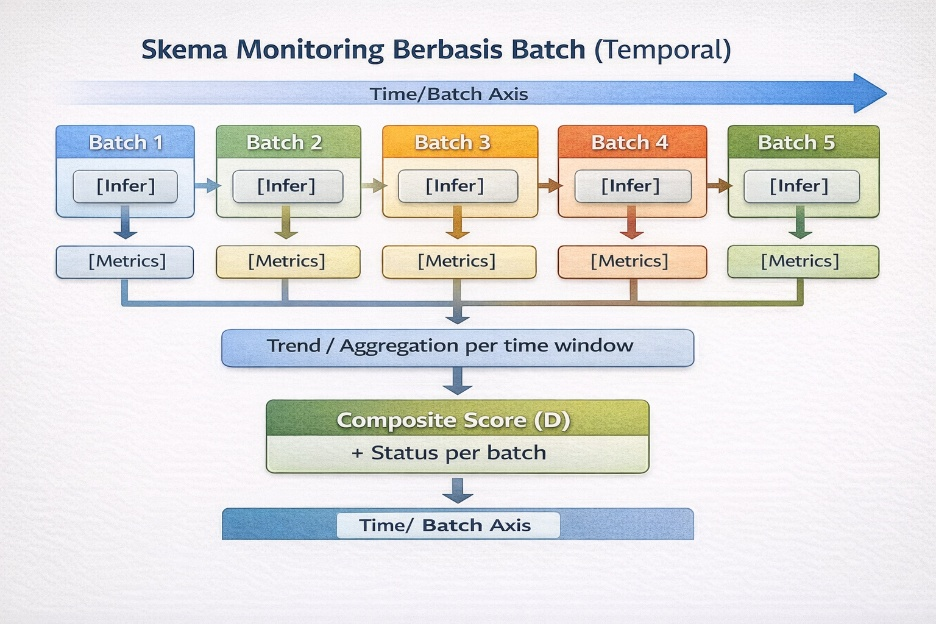 Skema Monitoring Berbasis Batch (Temporal)
Time/Batch Axis
Batch 1
Batch 2
Batch 3
Batch 4
Batch 5
[Infer]
[Infer]
[Infer]
[Infer]
[Infer]
[Metrics]
[Metrics]
[Metrics]
[Metrics]
[Metrics]
Trend / Aggregation per time window
Composite Score (D)
+ Status per batch
Time/ Batch Axis